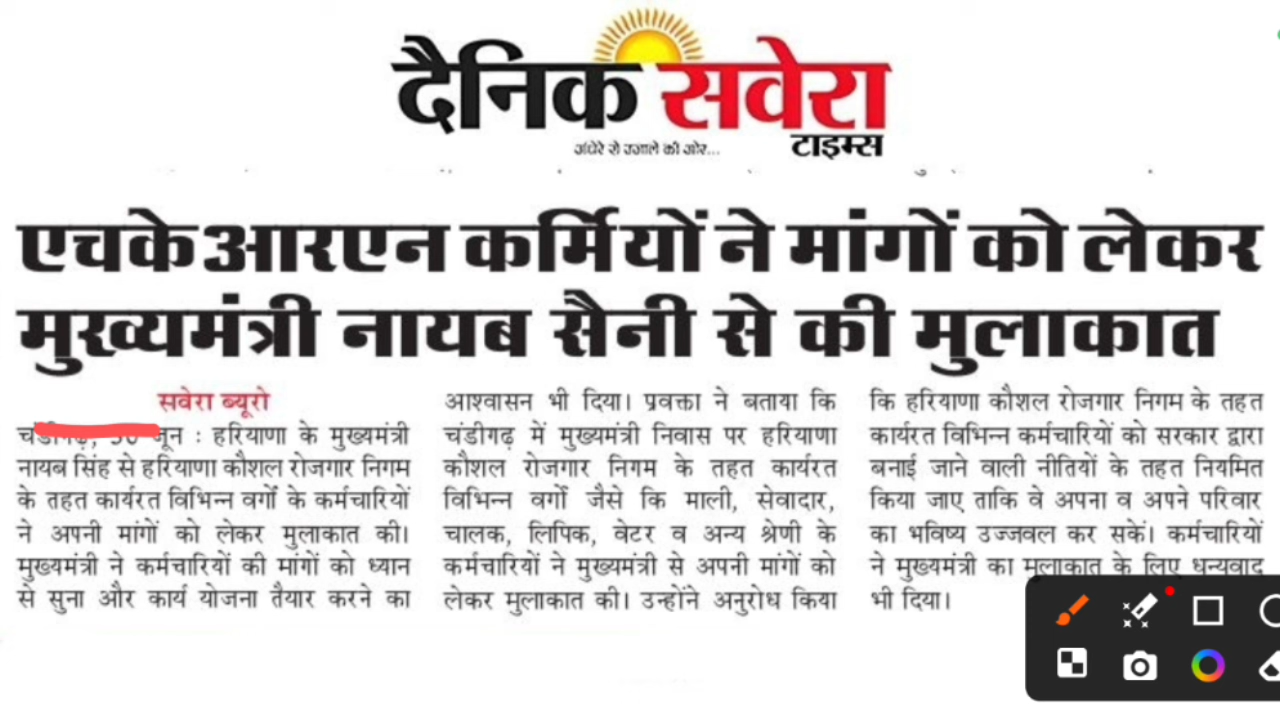 दैनिक सवेरा
अंधेरे से उजाले की ओर...
टाइम्स
एचकेआरएन कर्मियों ने मांगों को लेकर
मुख्यमंत्री नायब सैनी से की मुलाकात
सवेरा ब्यूरो
चंडीगढ़, 30 जून : हरियाणा के मुख्यमंत्री
नायब सिंह से हरियाणा कौशल रोजगार निगम
के तहत कार्यरत विभिन्न वर्गों के कर्मचारियों
ने अपनी मांगों को लेकर मुलाकात की।
मुख्यमंत्री ने कर्मचारियों की मांगों को ध्यान
से सुना और कार्य योजना तैयार करने का
आश्वासन भी दिया। प्रवक्ता ने बताया कि
चंडीगढ़ में मुख्यमंत्री निवास पर हरियाणा
कौशल रोजगार निगम के तहत कार्यरत
विभिन्न वर्गों जैसे कि माली, सेवादार,
चालक, लिपिक, वेटर व अन्य श्रेणी के
कर्मचारियों ने मुख्यमंत्री से अपनी मांगों को
लेकर मुलाकात की। उन्होंने अनुरोध किया
कि हरियाणा कौशल रोजगार निगम के तहत
कार्यरत विभिन्न कर्मचारियों को सरकार द्वारा
बनाई जाने वाली नीतियों के तहत नियमित
किया जाए ताकि वे अपना व अपने परिवार
का भविष्य उज्जवल कर सकें। कर्मचारियों
ने मुख्यमंत्री का मुलाकात के लिए धन्यवाद
भी दिया।